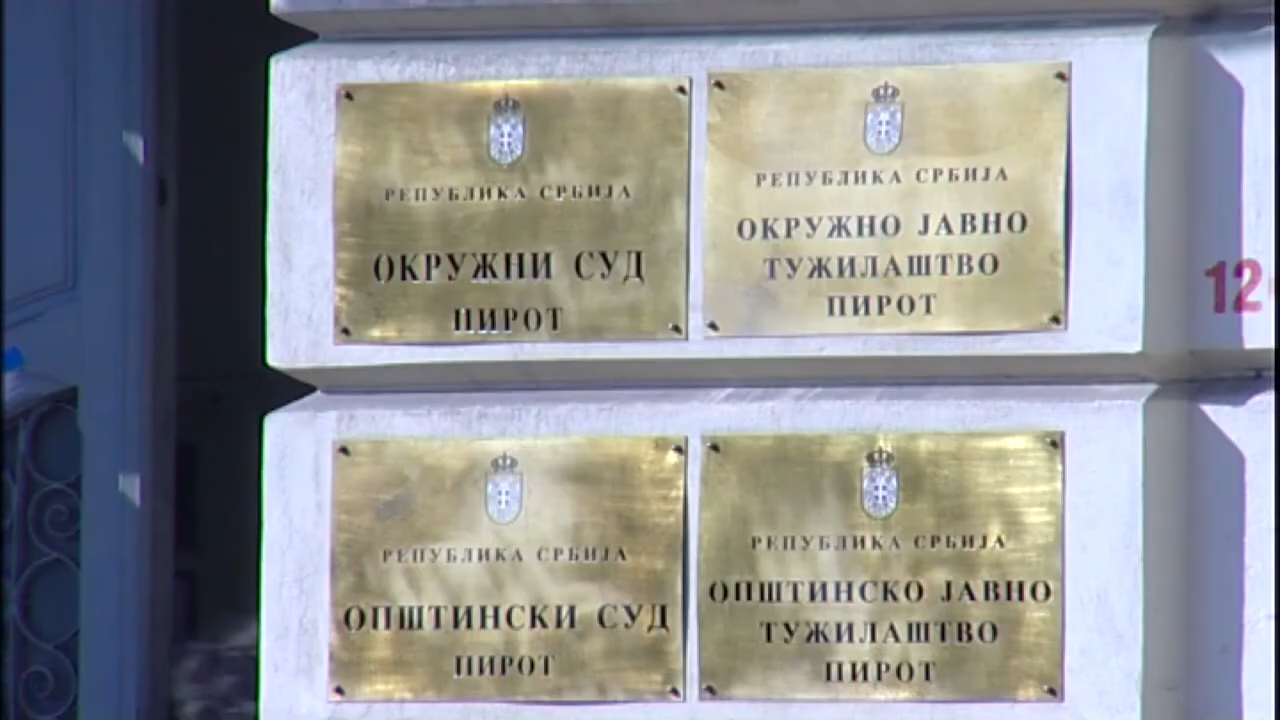 РЕПУБЛИКА СРБИЈА
ОКРУЖНИ СУД
ПИРОТ
РЕПУБЛИКА СРБИЈА
ОКРУЖНО ЈАВНО
ТУЖИЛАШТВО
ПИРОТ
12
РЕПУБЛИКА СРБИЈА
ОПШТИНСКИ СУД
ПИРОТ
РЕПУБЛИКА СРБИЈА
ОПШТИНСКО ЈАВНО
ТУЖИЛАШТВО
ПИРОТ